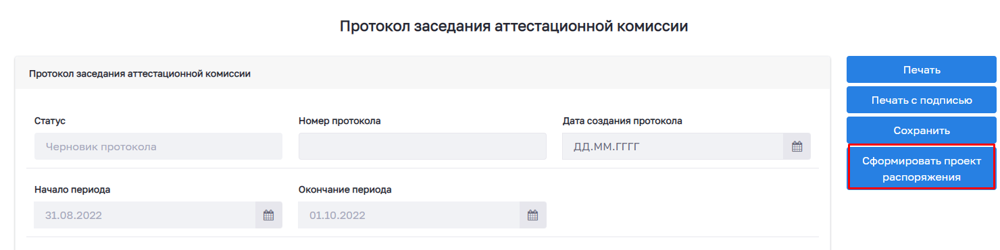 Протокол заседания аттестационной комиссии
Протокол заседания аттестационной комиссии
Статус
Номер протокола
Дата создания протокола
Черновик протокола
ДД.ММ.ГГГГ
Начало периода
Окончание периода
31.08.2022
01.10.2022
Печать
Печать с подписью
Сохранить
Сформировать проект
распоряжения